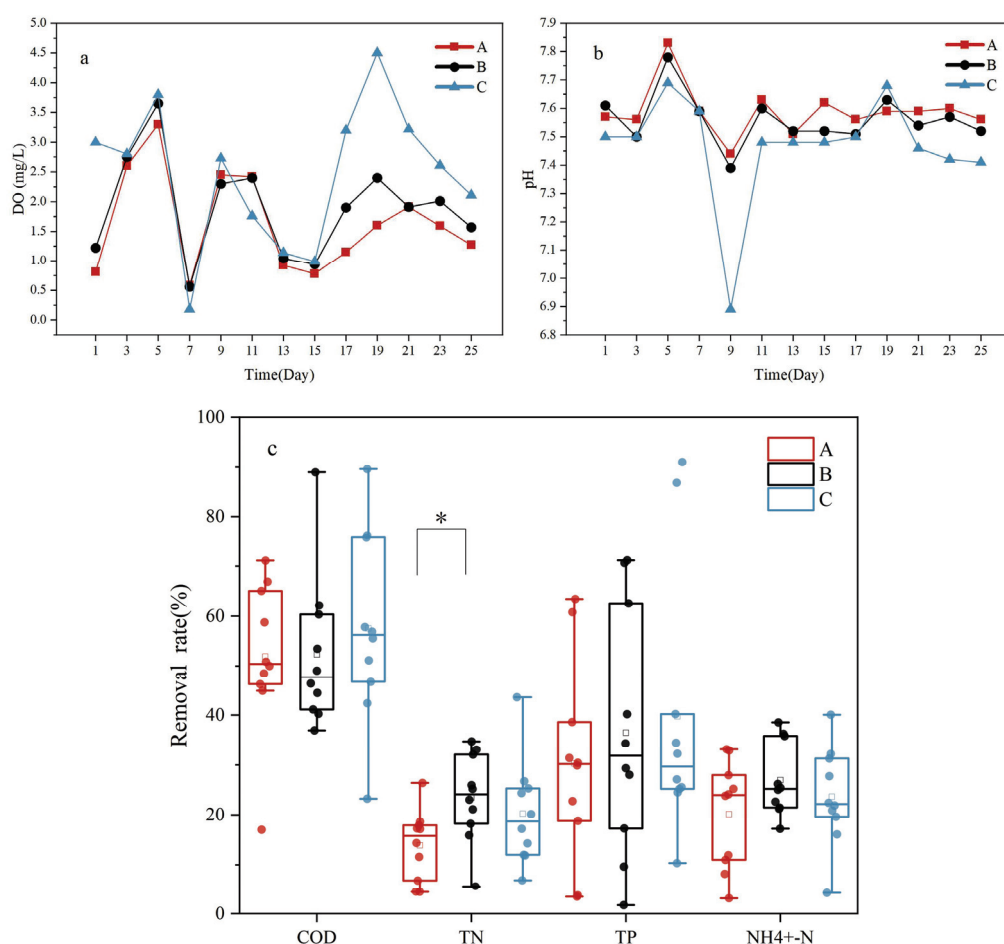 a
A
B
C
DO (mg/L)
5.0
4.5
4.0
3.5
3.0
2.5
2.0
1.5
1.0
0.5
0.0
1 3 5 7 9 11 13 15 17 19 21 23 25
Time(Day)
b
A
B
C
pH
7.9
7.8
7.7
7.6
7.5
7.4
7.3
7.2
7.1
7.0
6.9
6.8
1 3 5 7 9 11 13 15 17 19 21 23 25
Time(Day)
c
A
B
C
*
Removal rate(%)
100
80
60
40
20
0
COD TN TP NH4+-N